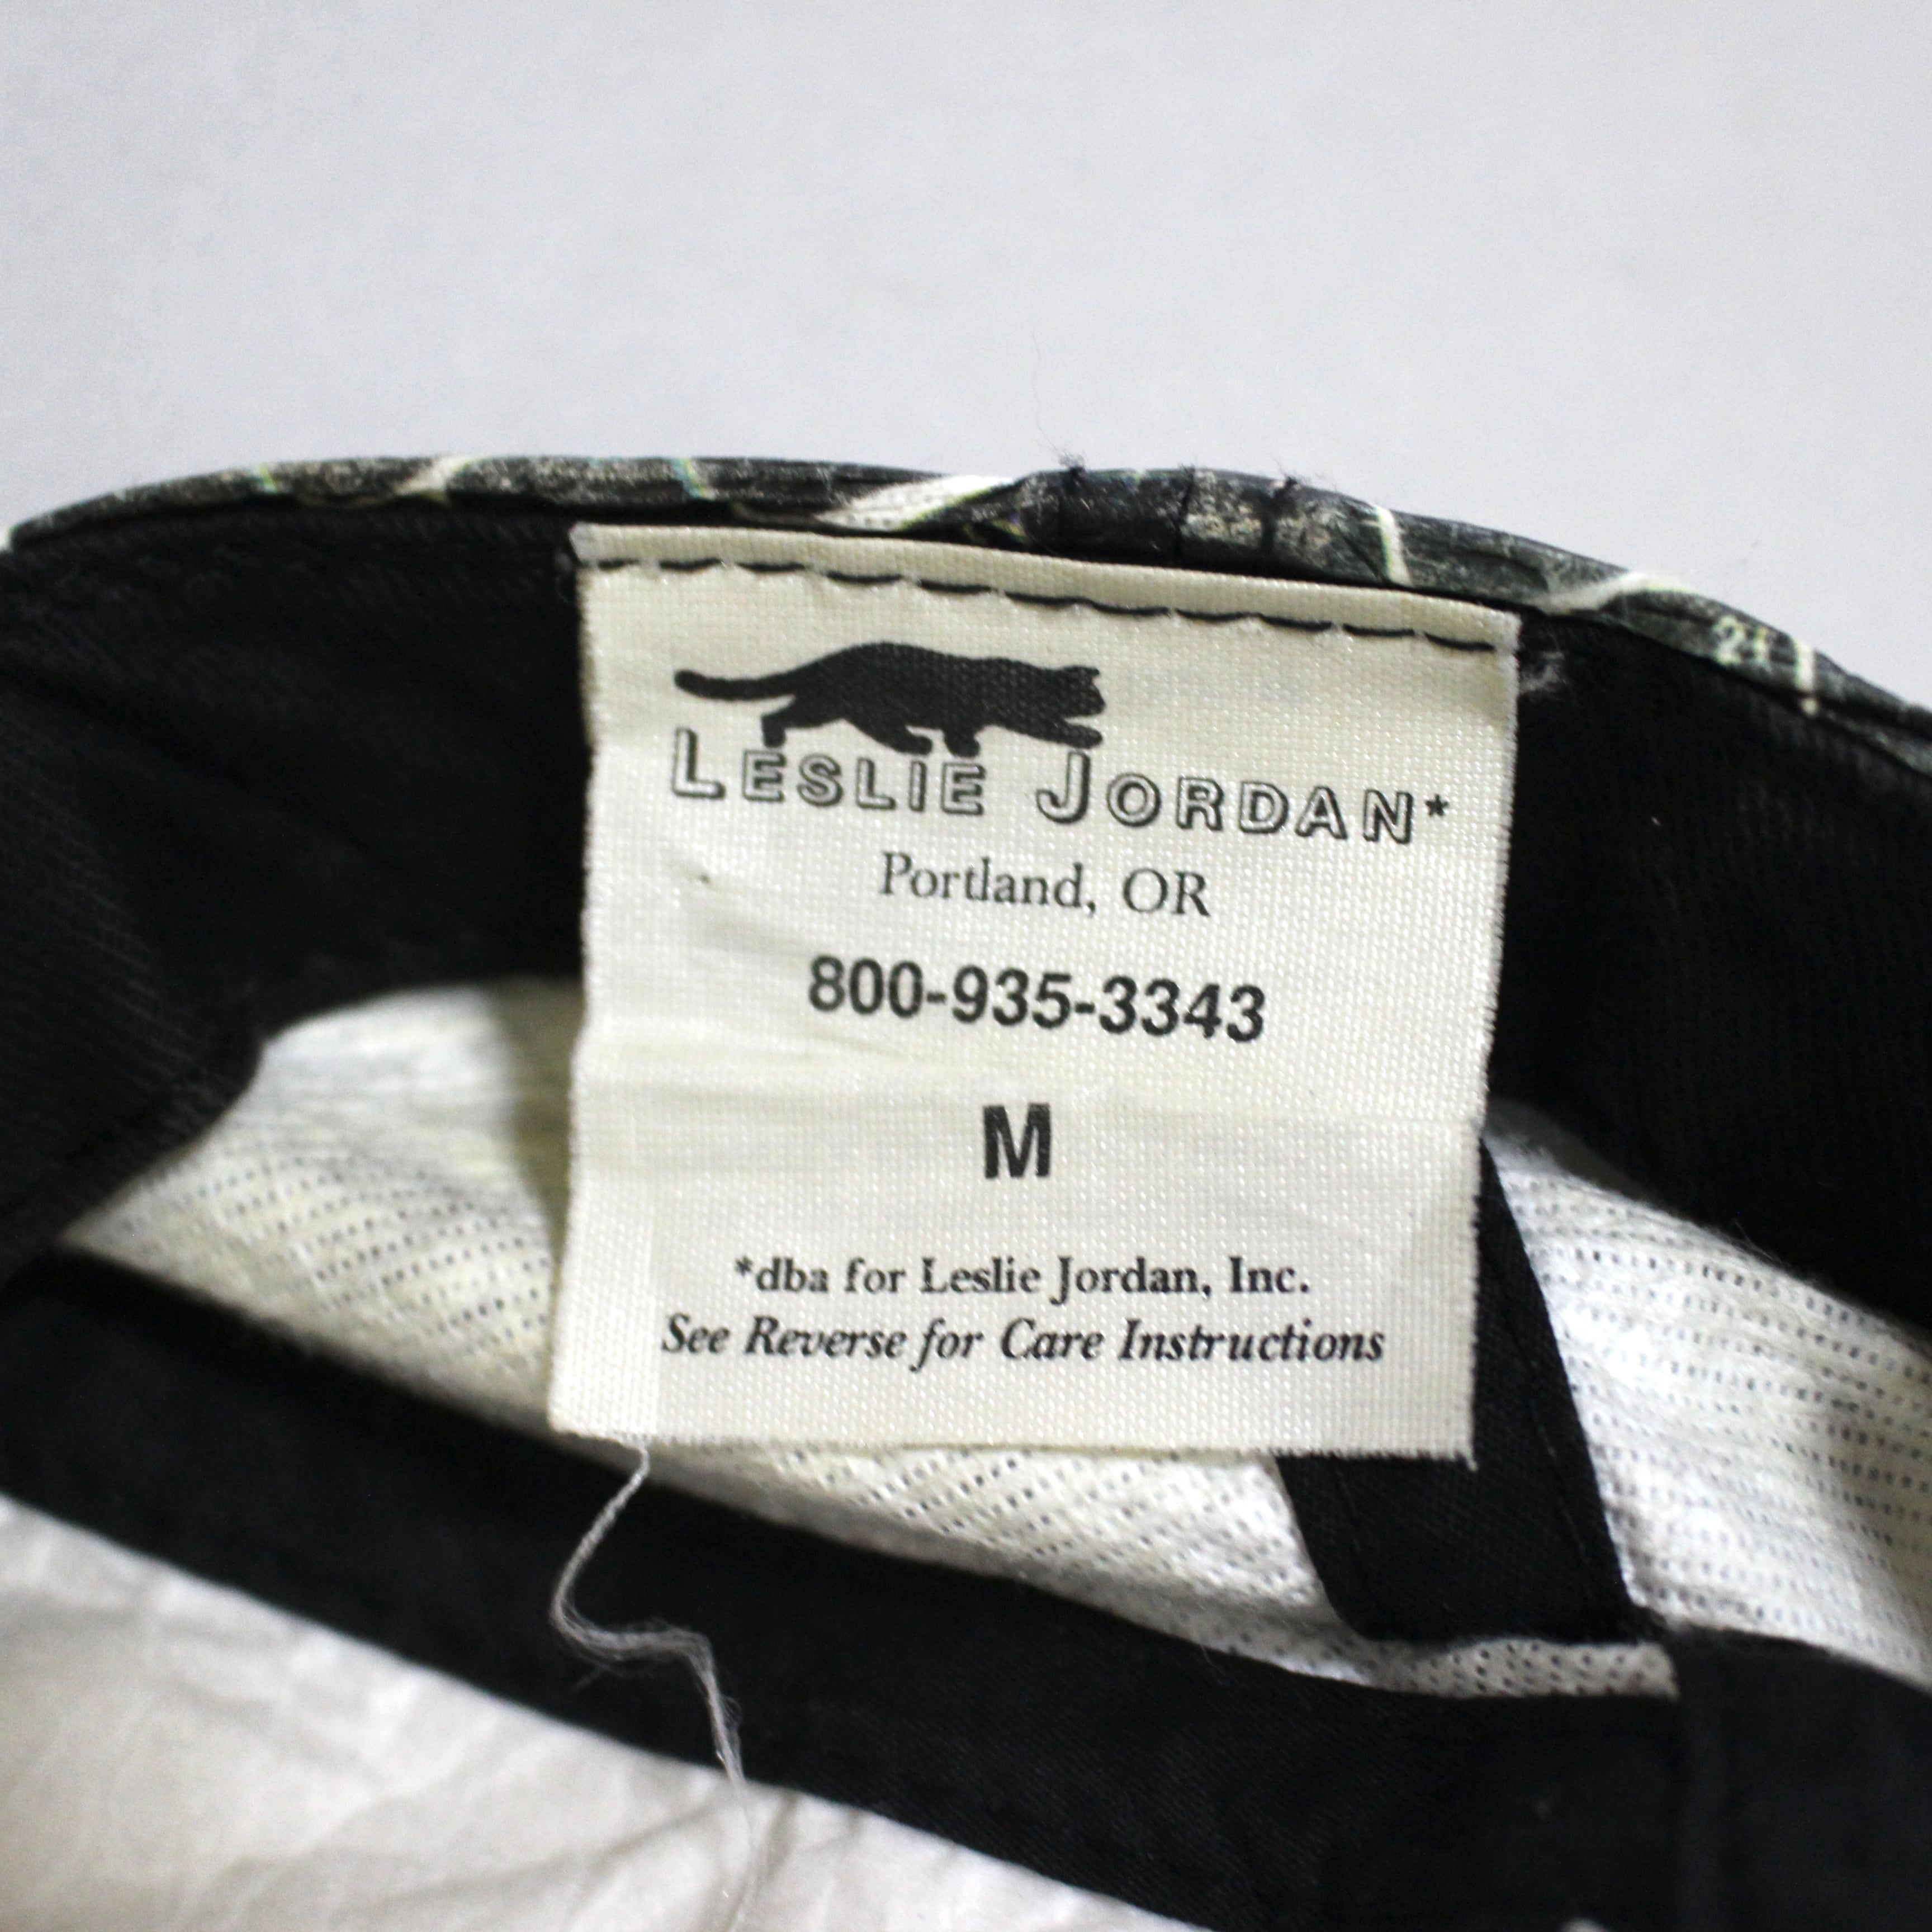 LESLIE JORDAN*
Portland, OR
800-935-3343
M
*dba for Leslie Jordan, Inc.
See Reverse for Care Instructions